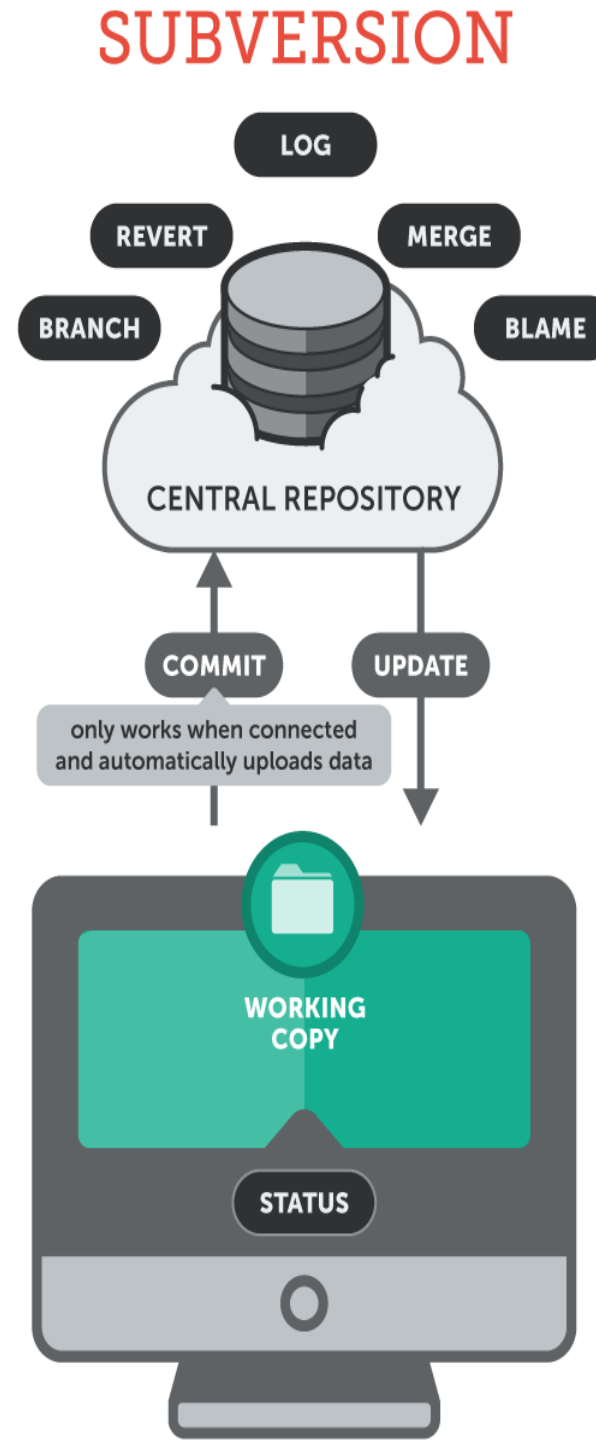 SUBVERSION
LOG
REVERT
MERGE
BRANCH
BLAME
CENTRAL REPOSITORY
COMMIT
UPDATE
only works when connected
and automatically uploads data
WORKING
COPY
STATUS